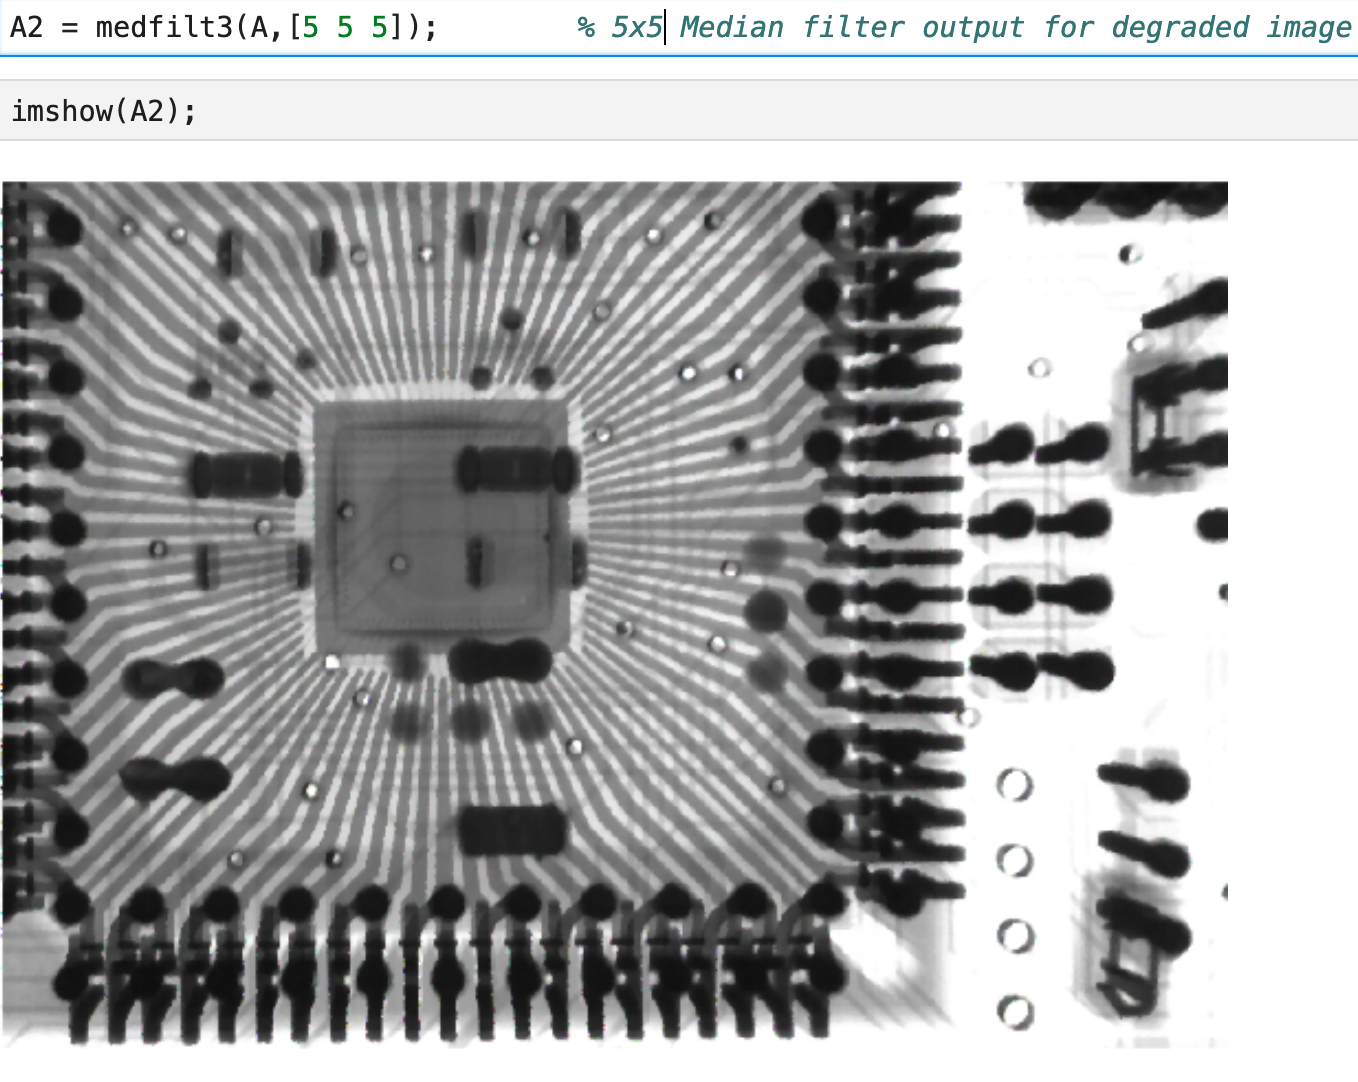 A2 = medfilt3(A,[5 5 5]); % 5x5 Median filter output for degraded image
imshow(A2);